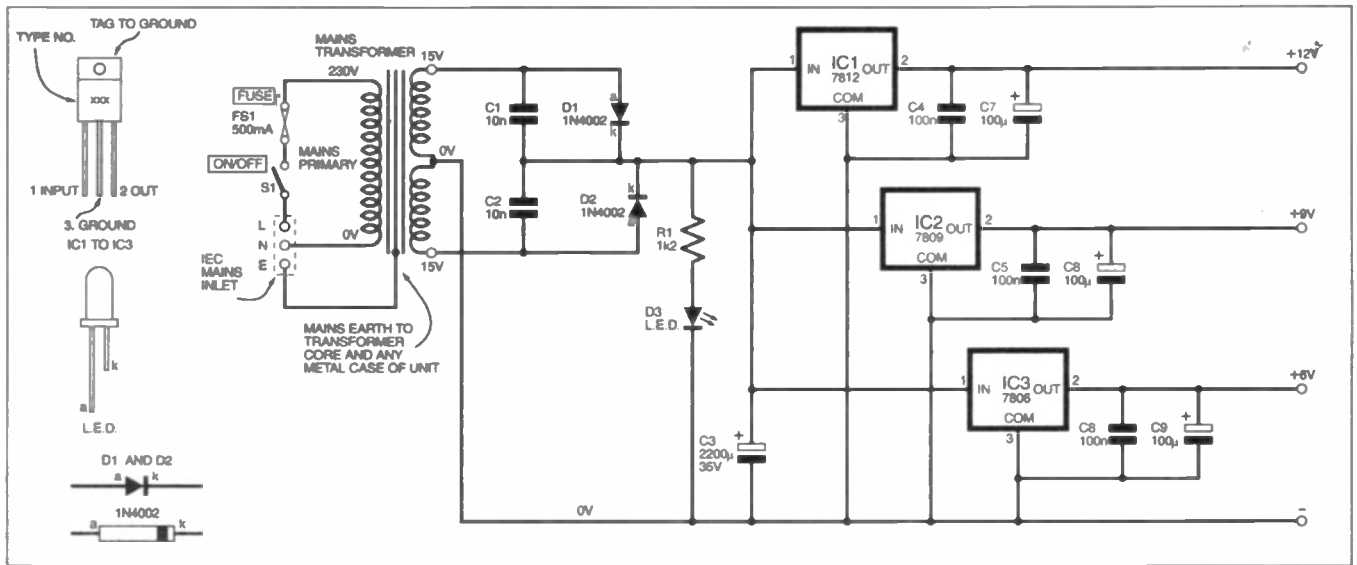 TAG TO GROUND
TYPE NO.
XXX
1 INPUT
2 OUT
3. GROUND
IC1 TO IC3
k
a
L.E.D.
D1 AND D2
a
k
1N4002
a
k
MAINS
TRANSFORMER
230V
15V
FUSE
FS1
500mA
MAINS
PRIMARY
ON/OFF
S1
L
N
E
0V
0V
15V
IEC
MAINS
INLET
MAINS EARTH TO
TRANSFORMER
CORE AND ANY
METAL CASE OF UNIT
C1
10n
C2
10n
a
D1
1N4002
k
k
D2
1N4002
a
R1
1k2
D3
L.E.D.
C3
2200µ
35V
+
0V
1
IN
IC1
7812
OUT
2
COM
3
C4
100n
C7
100µ
+
+12V
1
IN
IC2
7809
OUT
2
COM
3
C5
100n
C8
100µ
+
+9V
1
IN
IC3
7806
OUT
2
COM
3
C8
100n
C9
100µ
+
+6V
-